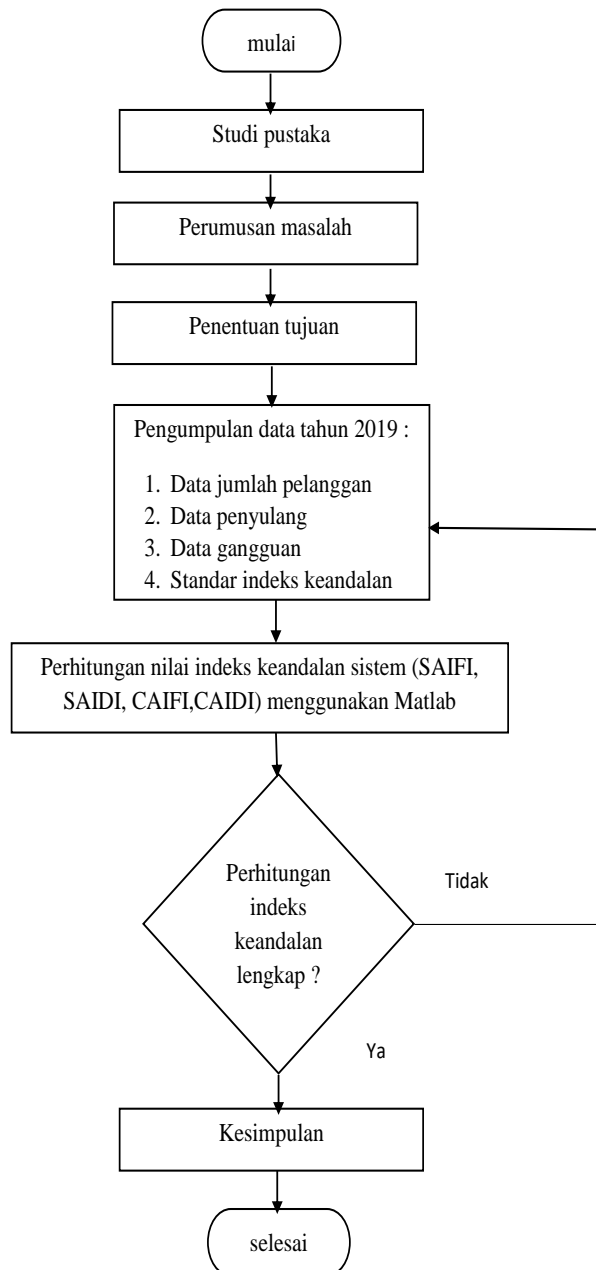 mulai
Studi pustaka
Perumusan masalah
Penentuan tujuan
Pengumpulan data tahun 2019 :
1. Data jumlah pelanggan
2. Data penyulang
3. Data gangguan
4. Standar indeks keandalan
Perhitungan nilai indeks keandalan sistem (SAIFI,
SAIDI, CAIFI,CAIDI) menggunakan Matlab
Perhitungan
indeks
keandalan
lengkap ?
Tidak
Ya
Kesimpulan
selesai